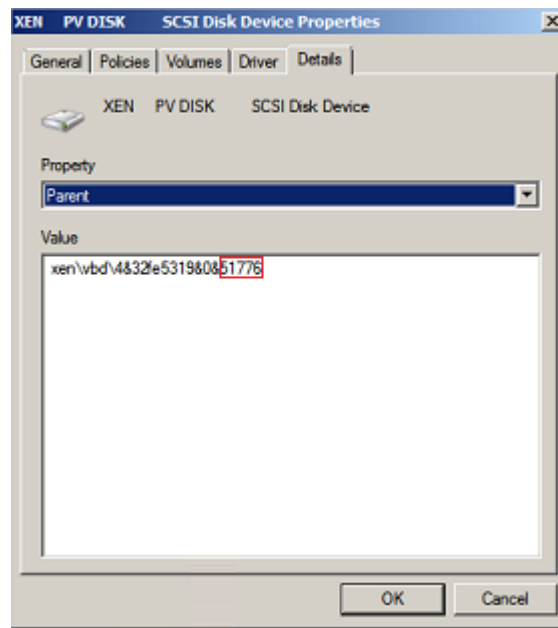 XEN PV DISK SCSI Disk Device Properties
General Policies Volumes Driver Details
XEN PV DISK SCSI Disk Device
Property
Parent
Value
xen\vbd\4&32fe5319&0&51776
OK Cancel